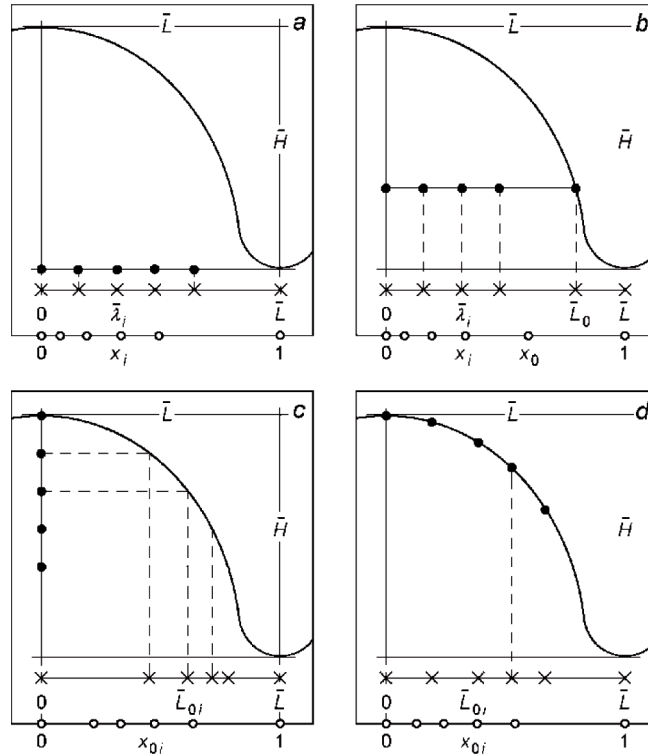 L̄ a
H̄
0 λ̄ᵢ L̄
0 xᵢ 1
L̄ b
H̄
0 λ̄ᵢ L̄₀ L̄
0 xᵢ x₀ 1
L̄ c
H̄
0 L̄₀ᵢ L̄
0 x₀ᵢ 1
L̄ d
H̄
0 L̄₀ᵢ L̄
0 x₀ᵢ 1